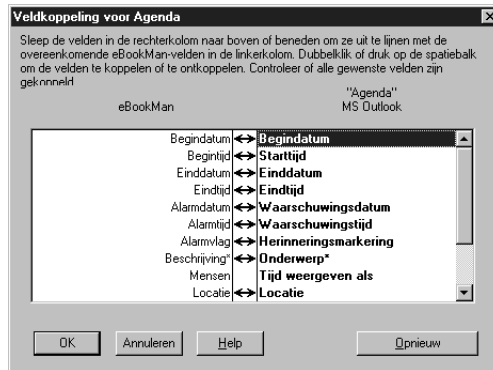 Veldkoppeling voor Agenda
Sleep de velden in de rechterkolom naar boven of beneden om ze uit te lijnen met de
overeenkomende eBookMan-velden in de linkerkolom. Dubbelklik of druk op de spatiebalk
om de velden te koppelen of te ontkoppelen. Controleer of alle gewenste velden zijn
gekoppeld
"Agenda"
eBookMan MS Outlook
Begindatum Begindatum
Begintijd Starttijd
Einddatum Einddatum
Eindtijd Eindtijd
Alarmdatum Waarschuwingsdatum
Alarmtijd Waarschuwingstijd
Alarmvlag Herinneringsmarkering
Beschrijving* Onderwerp*
Mensen Tijd weergeven als
Locatie Locatie
OK Annuleren Help Opnieuw